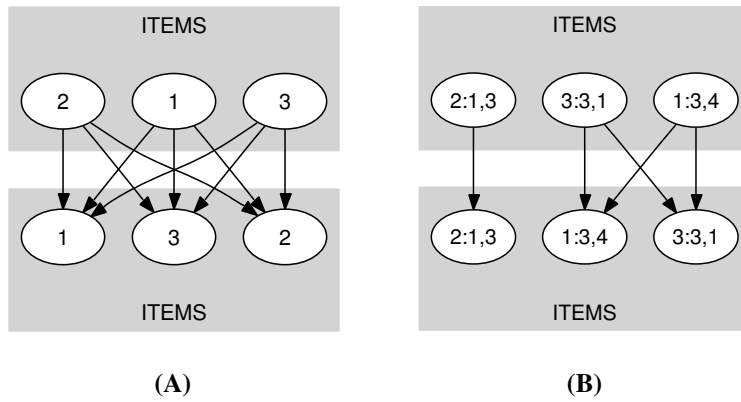 ITEMS
2 1 3
1 3 2
ITEMS
(A)
ITEMS
2:1,3 3:3,1 1:3,4
2:1,3 1:3,4 3:3,1
ITEMS
(B)